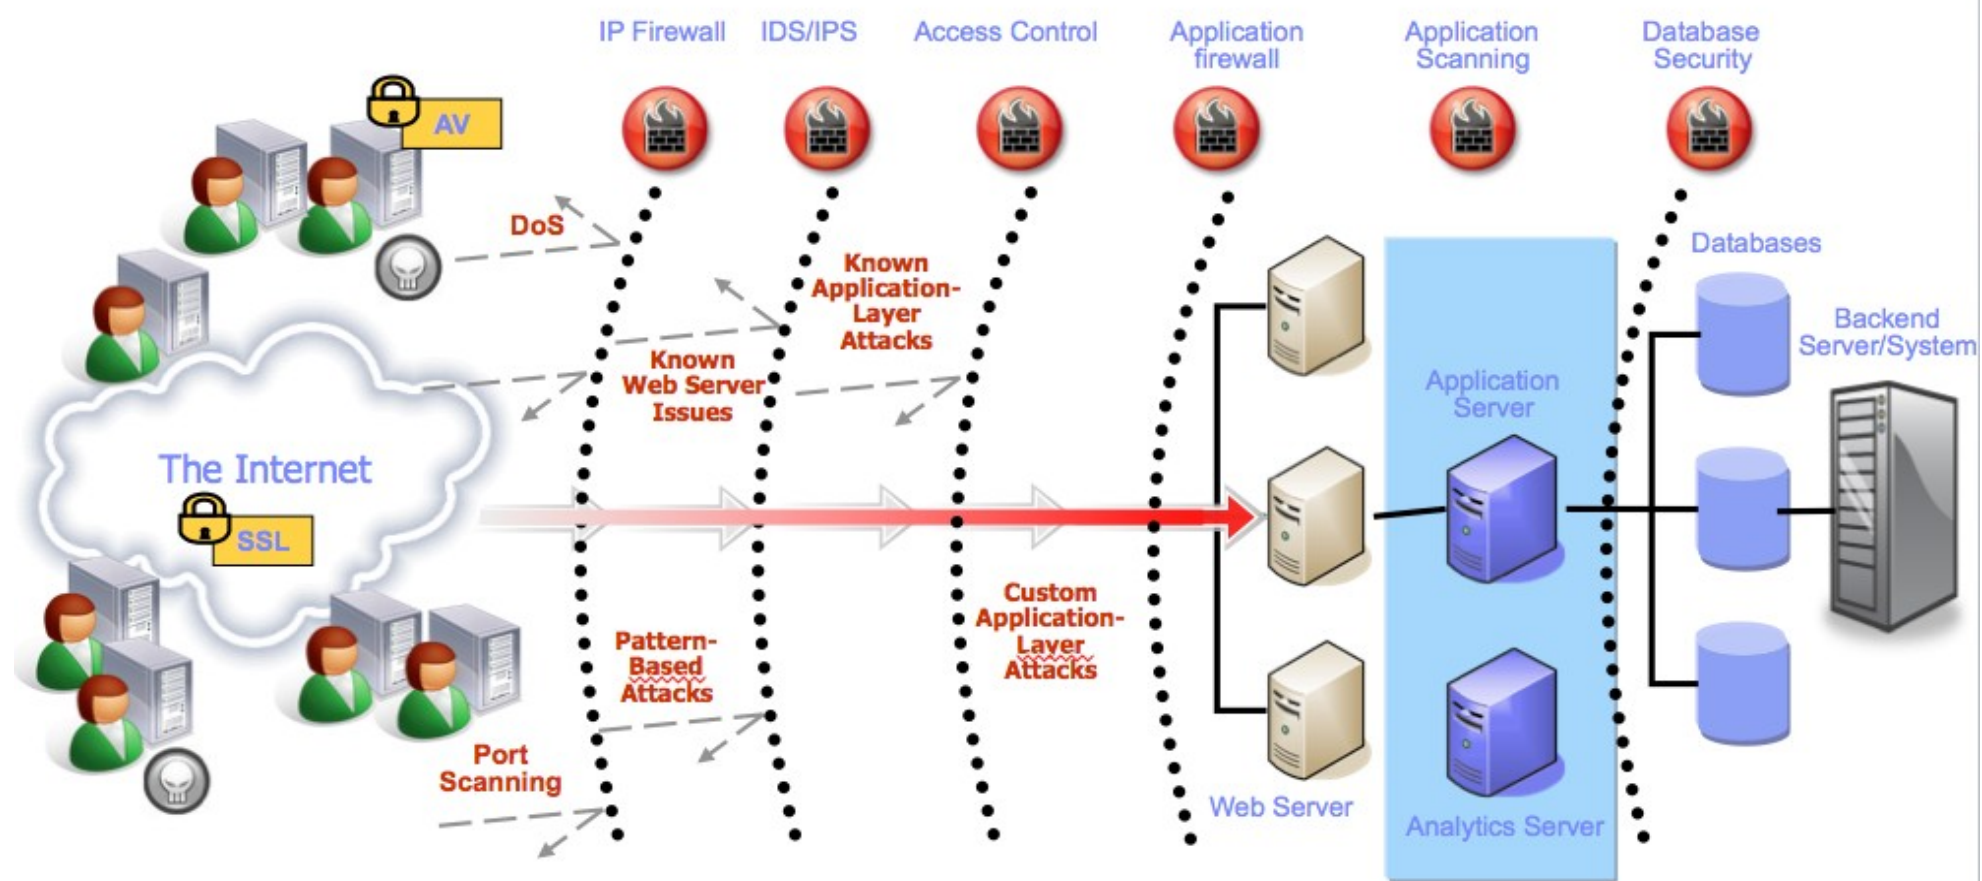 IP Firewall
IDS/IPS
Access Control
Application
firewall
Application
Scanning
Database
Security
AV
DoS
Known
Application-
Layer
Attacks
Known
Web Server
Issues
Databases
Backend
Server/System
Application
Server
The Internet
SSL
Custom
Application-
Layer
Attacks
Pattern-
Based
Attacks
Port
Scanning
Web Server
Analytics Server